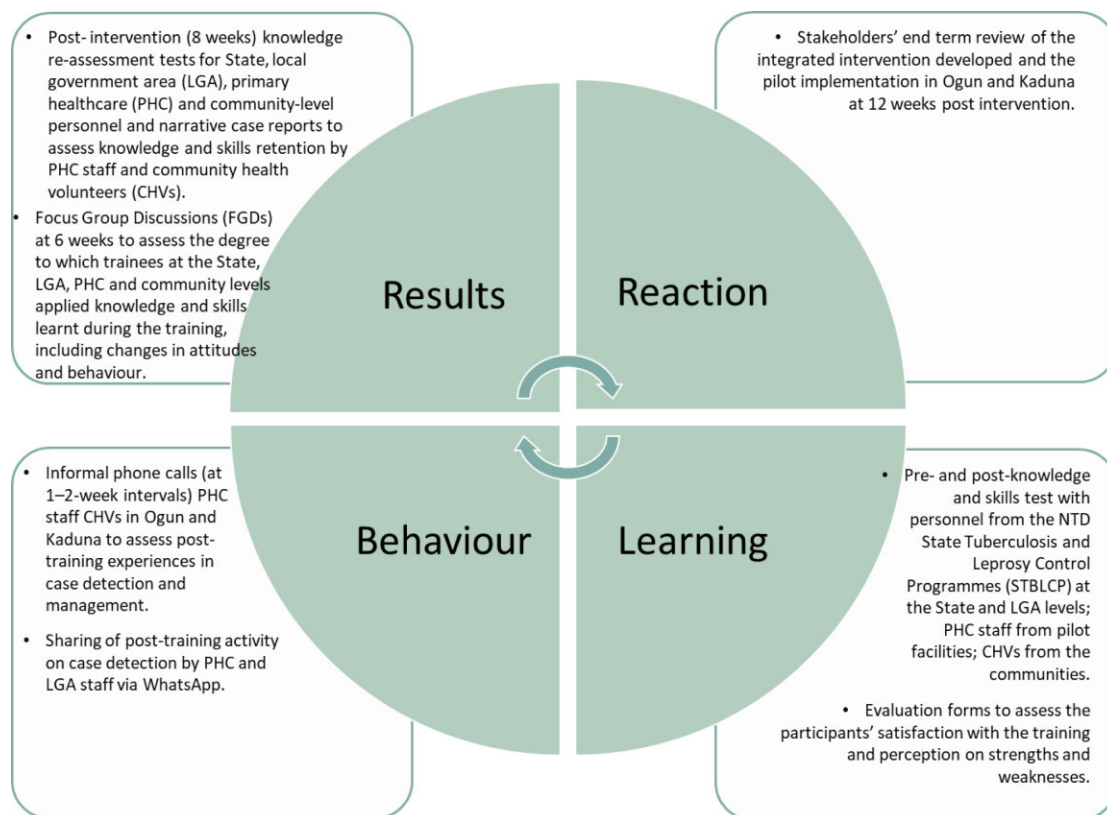 • Post- intervention (8 weeks) knowledge
re-assessment tests for State, local
government area (LGA), primary
healthcare (PHC) and community-level
personnel and narrative case reports to
assess knowledge and skills retention by
PHC staff and community health
volunteers (CHVs).
• Focus Group Discussions (FGDs)
at 6 weeks to assess the degree
to which trainees at the State,
LGA, PHC and community levels
applied knowledge and skills
learnt during the training,
including changes in attitudes
and behaviour.
Results
• Stakeholders’ end term review of the
integrated intervention developed and the
pilot implementation in Ogun and Kaduna
at 12 weeks post intervention.
Reaction
• Informal phone calls (at
1–2-week intervals) PHC
staff CHVs in Ogun and
Kaduna to assess post-
training experiences in
case detection and
management.
• Sharing of post-training activity
on case detection by PHC and
LGA staff via WhatsApp.
Behaviour
Learning
• Pre- and post-knowledge
and skills test with
personnel from the NTD
State Tuberculosis and
Leprosy Control
Programmes (STBLCP) at
the State and LGA levels;
PHC staff from pilot
facilities; CHVs from the
communities.
• Evaluation forms to assess the
participants’ satisfaction with the training
and perception on strengths and
weaknesses.